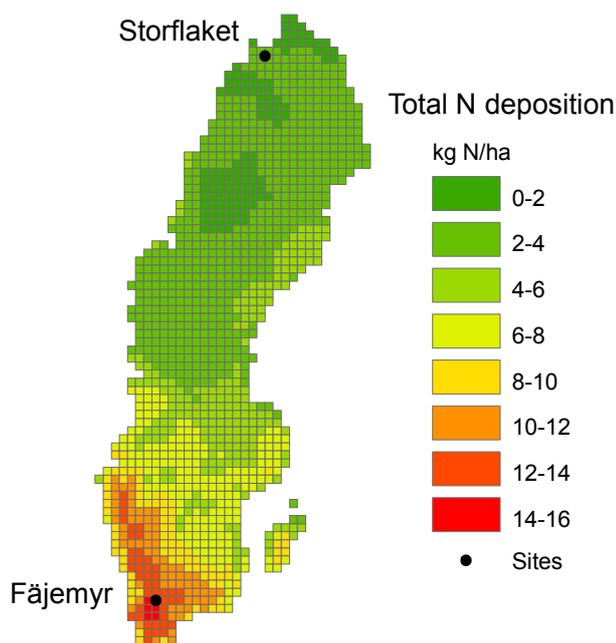 Storflaket
Total N deposition
kg N/ha
0-2
2-4
4-6
6-8
8-10
10-12
12-14
14-16
Sites
Fäjemyr